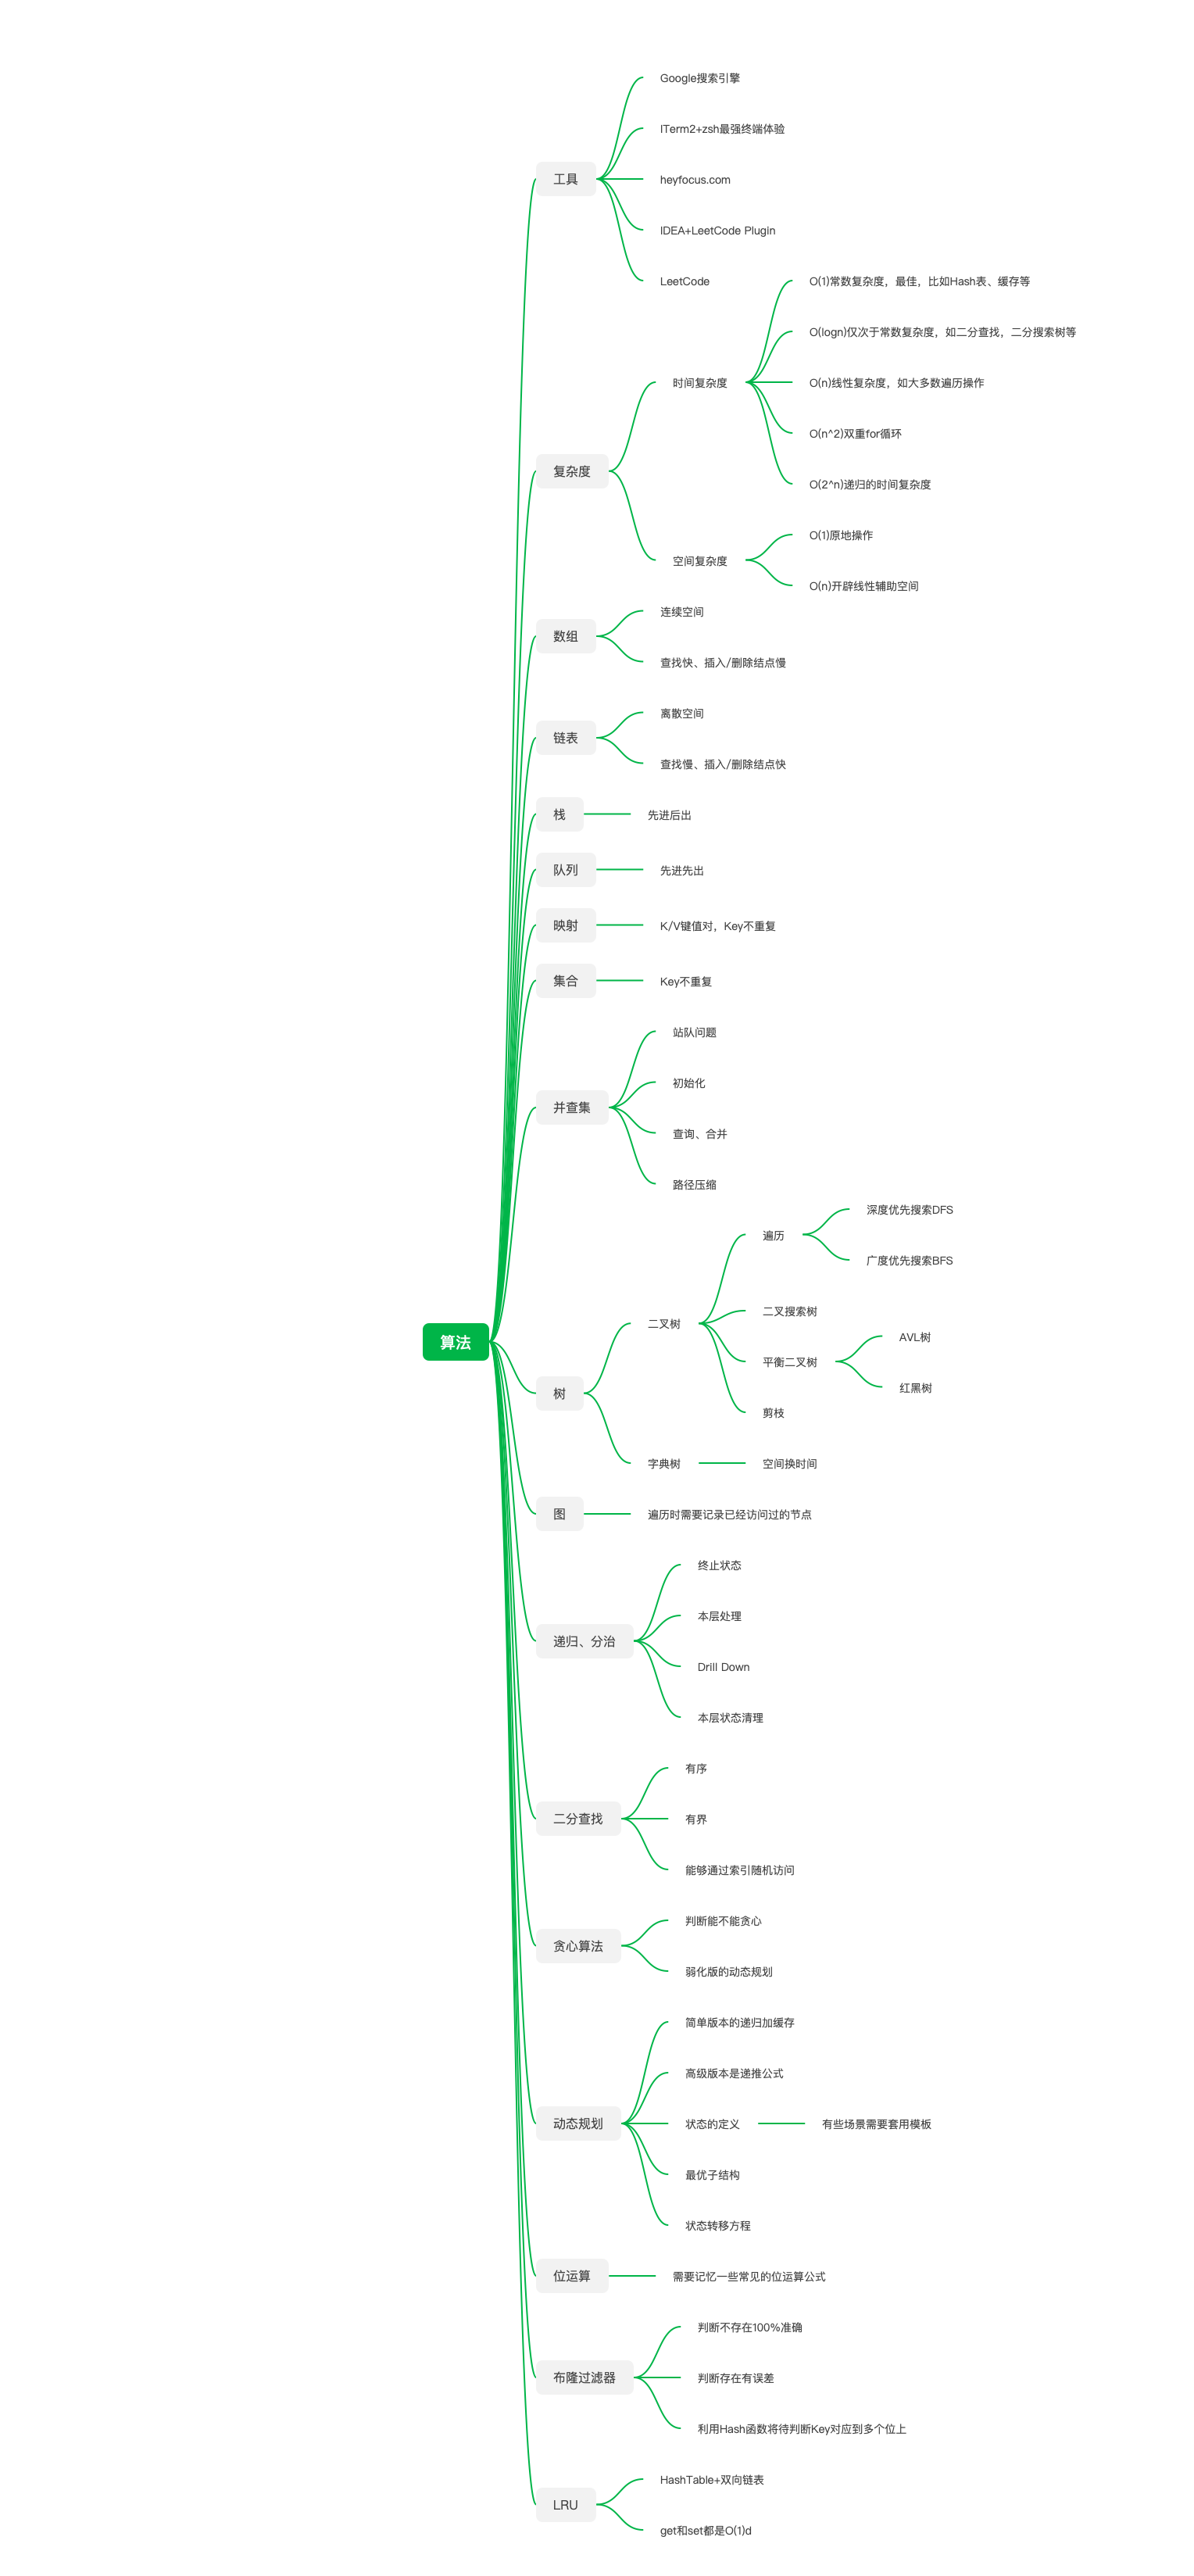 Google搜索引擎
ITerm2+zsh最强终端体验
工具
heyfocus.com
IDEA+LeetCode Plugin
LeetCode
O(1)常数复杂度，最佳，比如Hash表、缓存等
O(logn)仅次于常数复杂度，如二分查找，二分搜索树等
时间复杂度
O(n)线性复杂度，如大多数遍历操作
O(n^2)双重for循环
复杂度
O(2^n)递归的时间复杂度
O(1)原地操作
空间复杂度
O(n)开辟线性辅助空间
连续空间
数组
查找快、插入/删除结点慢
离散空间
链表
查找慢、插入/删除结点快
栈
先进后出
队列
先进先出
映射
K/V键值对，Key不重复
集合
Key不重复
站队问题
初始化
并查集
查询、合并
路径压缩
深度优先搜索DFS
遍历
广度优先搜索BFS
二叉搜索树
二叉树
AVL树
算法
平衡二叉树
红黑树
树
剪枝
字典树
空间换时间
图
遍历时需要记录已经访问过的节点
终止状态
本层处理
递归、分治
Drill Down
本层状态清理
有序
二分查找
有界
能够通过索引随机访问
判断能不能贪心
贪心算法
弱化版的动态规划
简单版本的递归加缓存
高级版本是递推公式
动态规划
状态的定义
有些场景需要套用模板
最优子结构
状态转移方程
位运算
需要记忆一些常见的位运算公式
判断不存在100%准确
布隆过滤器
判断存在有误差
利用Hash函数将待判断Key对应到多个位上
HashTable+双向链表
LRU
get和set都是O(1)d